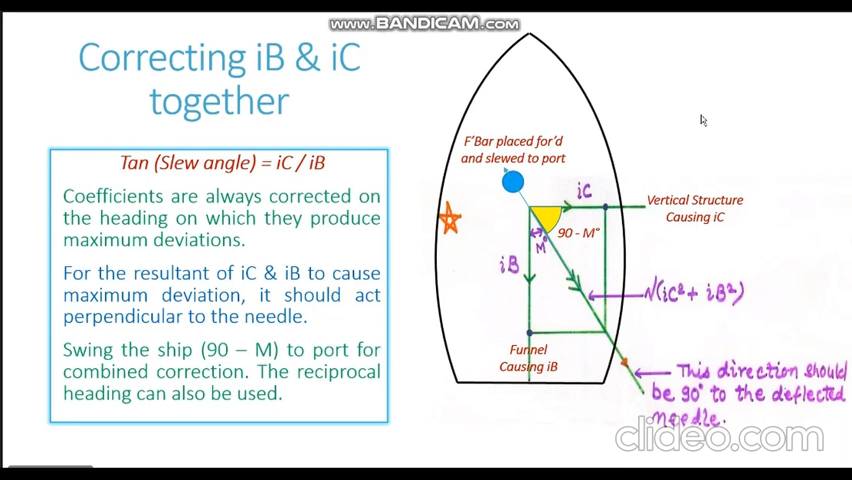 www.BANDICAM.com
Correcting iB & iC
together
Tan (Slew angle) = iC / iB
Coefficients are always corrected on
the heading on which they produce
maximum deviations.
For the resultant of iC & iB to cause
maximum deviation, it should act
perpendicular to the needle.
Swing the ship (90 – M) to port for
combined correction. The reciprocal
heading can also be used.
F'Bar placed for'd
and slewed to port
iC
Vertical Structure
Causing iC
90 - M°
M°
iB
√(iC² + iB²)
Funnel
Causing iB
This direction should
be 90° to the deflected
needle.
clideo.com